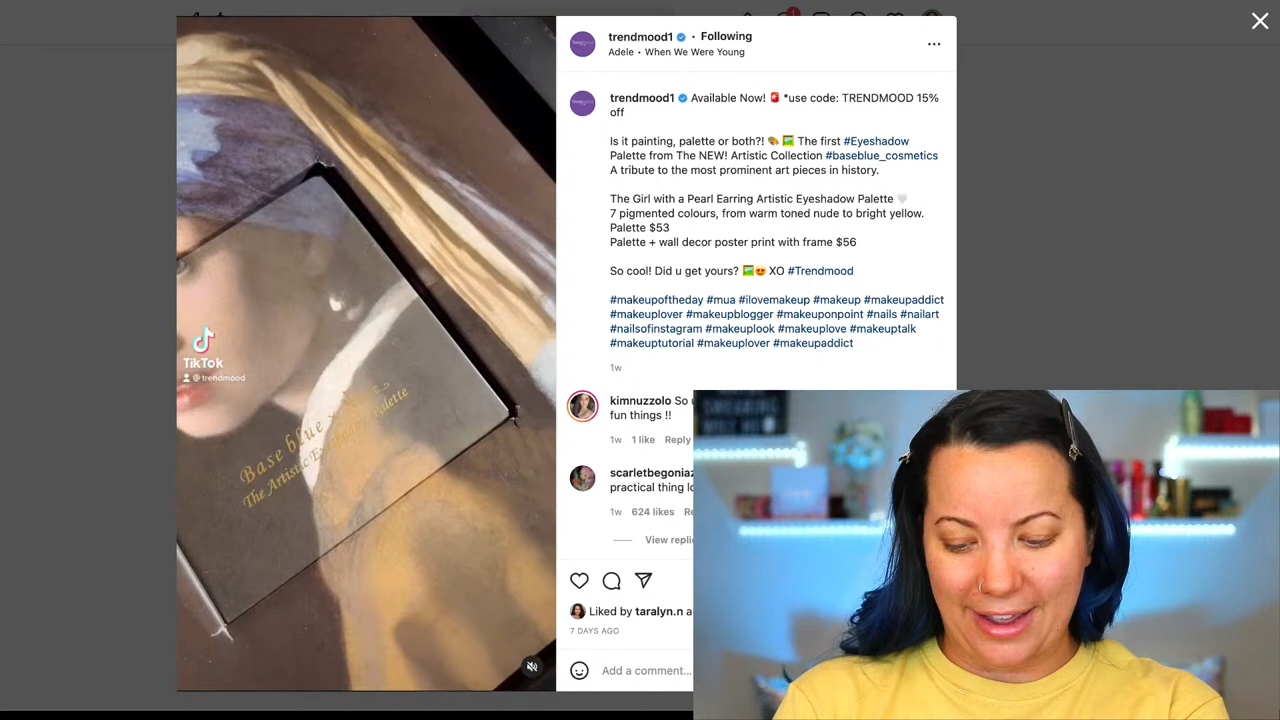 trendmood1 • Following
Adele • When We Were Young
trendmood1 Available Now! 🚨 *use code: TRENDMOOD 15%
off
Is it painting, palette or both?! 🎨 🖼️ The first #Eyeshadow
Palette from The NEW! Artistic Collection #baseblue_cosmetics
A tribute to the most prominent art pieces in history.
The Girl with a Pearl Earring Artistic Eyeshadow Palette 🤍
7 pigmented colours, from warm toned nude to bright yellow.
Palette $53
Palette + wall decor poster print with frame $56
So cool! Did u get yours? 🖼️😍 XO #Trendmood
#makeupoftheday #mua #ilovemakeup #makeup #makeupaddict
#makeuplover #makeupblogger #makeuponpoint #nails #nailart
#nailsofinstagram #makeuplook #makeuplove #makeuptalk
#makeuptutorial #makeuplover #makeupaddict
1w
kimnuzzolo So
fun things !!
1w 1 like Reply
scarletbegoniaz
practical thing
1w 624 likes
View
Liked by taralyn.n
7 DAYS AGO
Add a comment...
TikTok
@trendmood
Base blue
The Artistic Palette
1